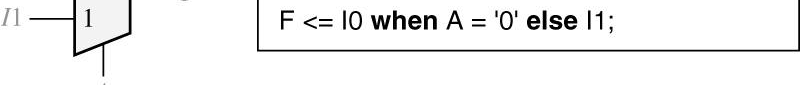 I1
1
F <= I0 when A = '0' else I1;